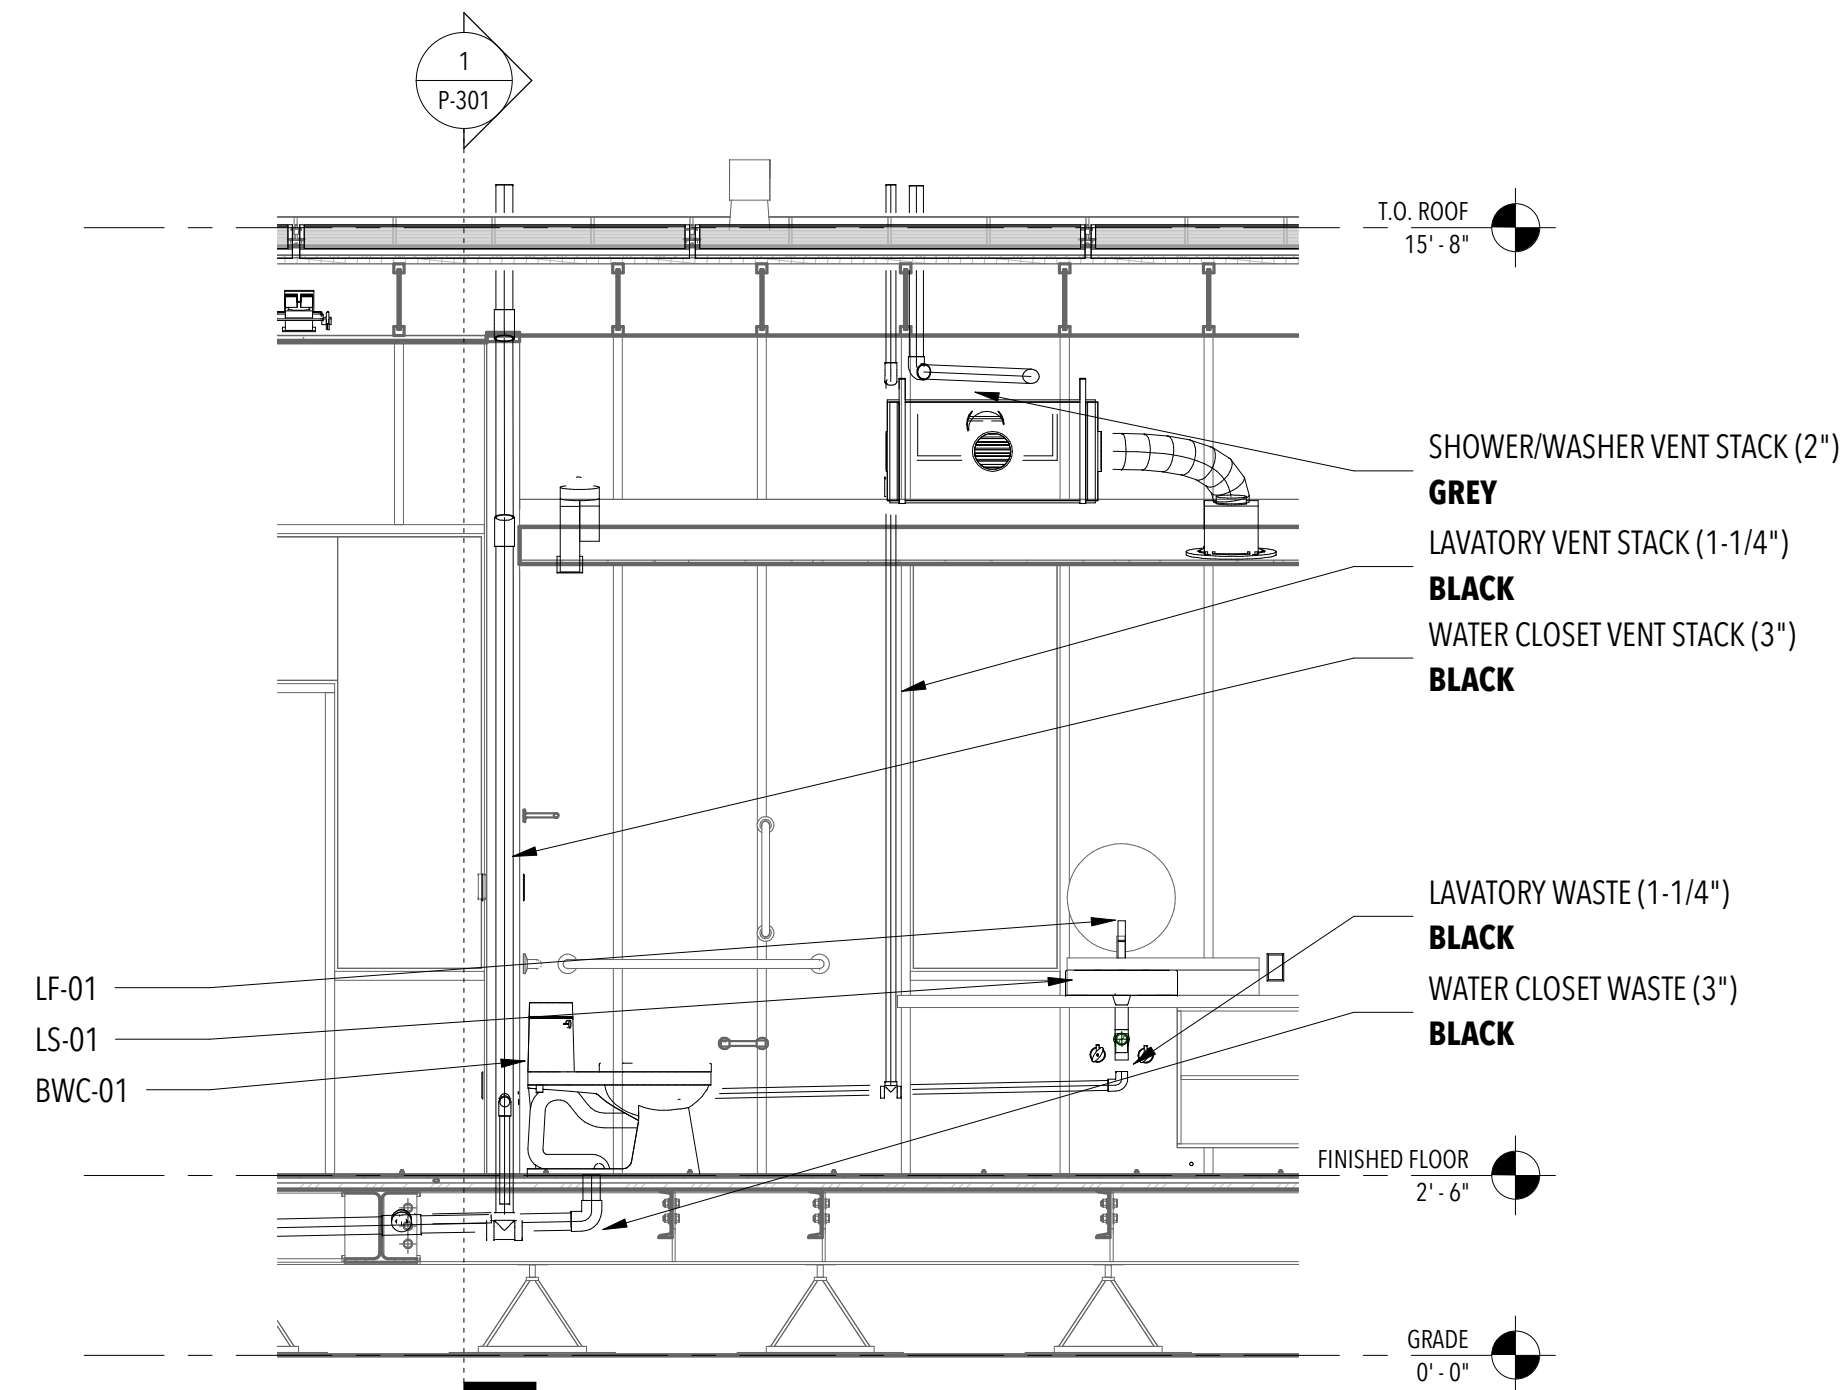 1
P-301
T.O. ROOF
15' - 8"
SHOWER/WASHER VENT STACK (2")
GREY
LAVATORY VENT STACK (1-1/4")
BLACK
WATER CLOSET VENT STACK (3")
BLACK
LAVATORY WASTE (1-1/4")
BLACK
WATER CLOSET WASTE (3")
BLACK
LF-01
LS-01
BWC-01
FINISHED FLOOR
2' - 6"
GRADE
0' - 0"